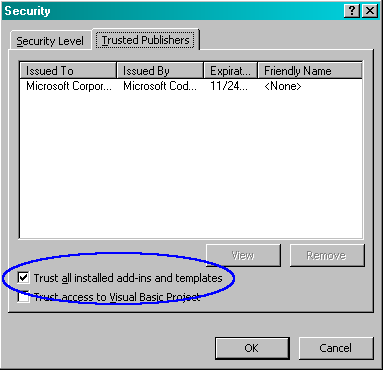 Security
Security Level Trusted Publishers
Issued To Issued By Expirat... Friendly Name
Microsoft Corpor... Microsoft Cod... 11/24... <None>
View Remove
Trust all installed add-ins and templates
Trust access to Visual Basic Project
OK Cancel